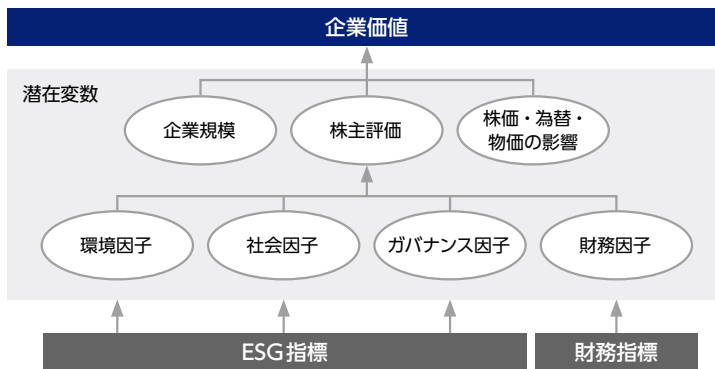 企業価値
潜在変数
企業規模
株主評価
株価・為替・
物価の影響
環境因子
社会因子
ガバナンス因子
財務因子
ESG指標
財務指標